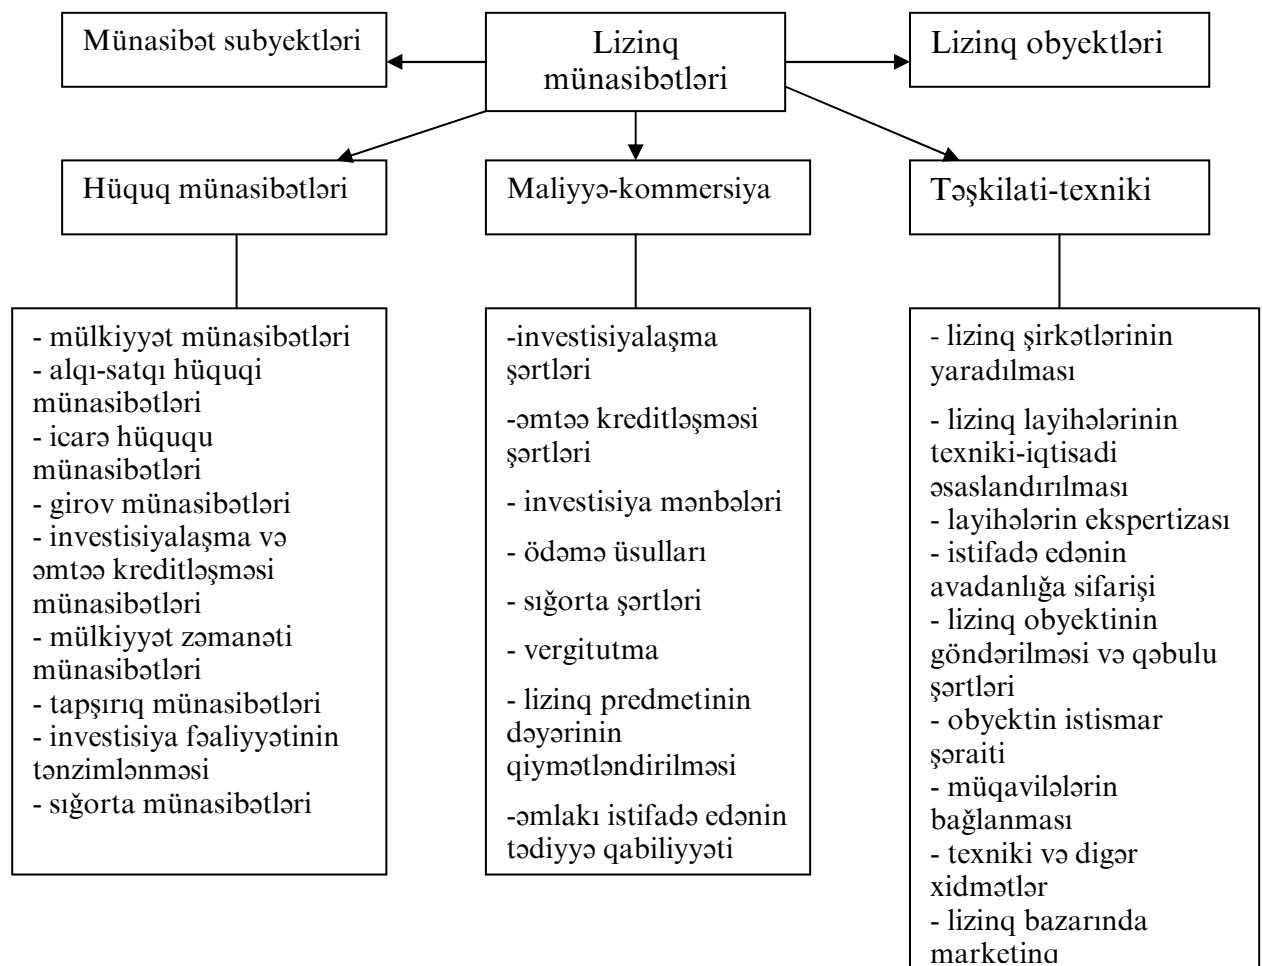 Münasibət subyektləri
Lizinq
münasibətləri
Lizinq obyektləri
Hüquq münasibətləri
Maliyyə-kommersiya
Təşkilati-texniki
- mülkiyyət münasibətləri
- alqı-satqı hüquqi
münasibətləri
- icarə hüququ
münasibətləri
- girov münasibətləri
- investisiyalaşma və
əmtəə kreditləşməsi
münasibətləri
- mülkiyyət zəmanəti
münasibətləri
- tapşırıq münasibətləri
- investisiya fəaliyyətinin
tənzimlənməsi
- sığorta münasibətləri
-investisiyalaşma
şərtləri
-əmtəə kreditləşməsi
şərtləri
- investisiya mənbələri
- ödəmə üsulları
- sığorta şərtləri
- vergitutma
- lizinq predmetinin
dəyərinin
qiymətləndirilməsi
-əmlakı istifadə edənin
tədiyyə qabiliyyəti
- lizinq şirkətlərinin
yaradılması
- lizinq layihələrinin
texniki-iqtisadi
əsaslandırılması
- layihələrin ekspertizası
- istifadə edənin
avadanlığa sifarişi
- lizinq obyektinin
göndərilməsi və qəbulu
şərtləri
- obyektin istismar
şəraiti
- müqavilələrin
bağlanması
- texniki və digər
xidmətlər
- lizinq bazarında
marketinq